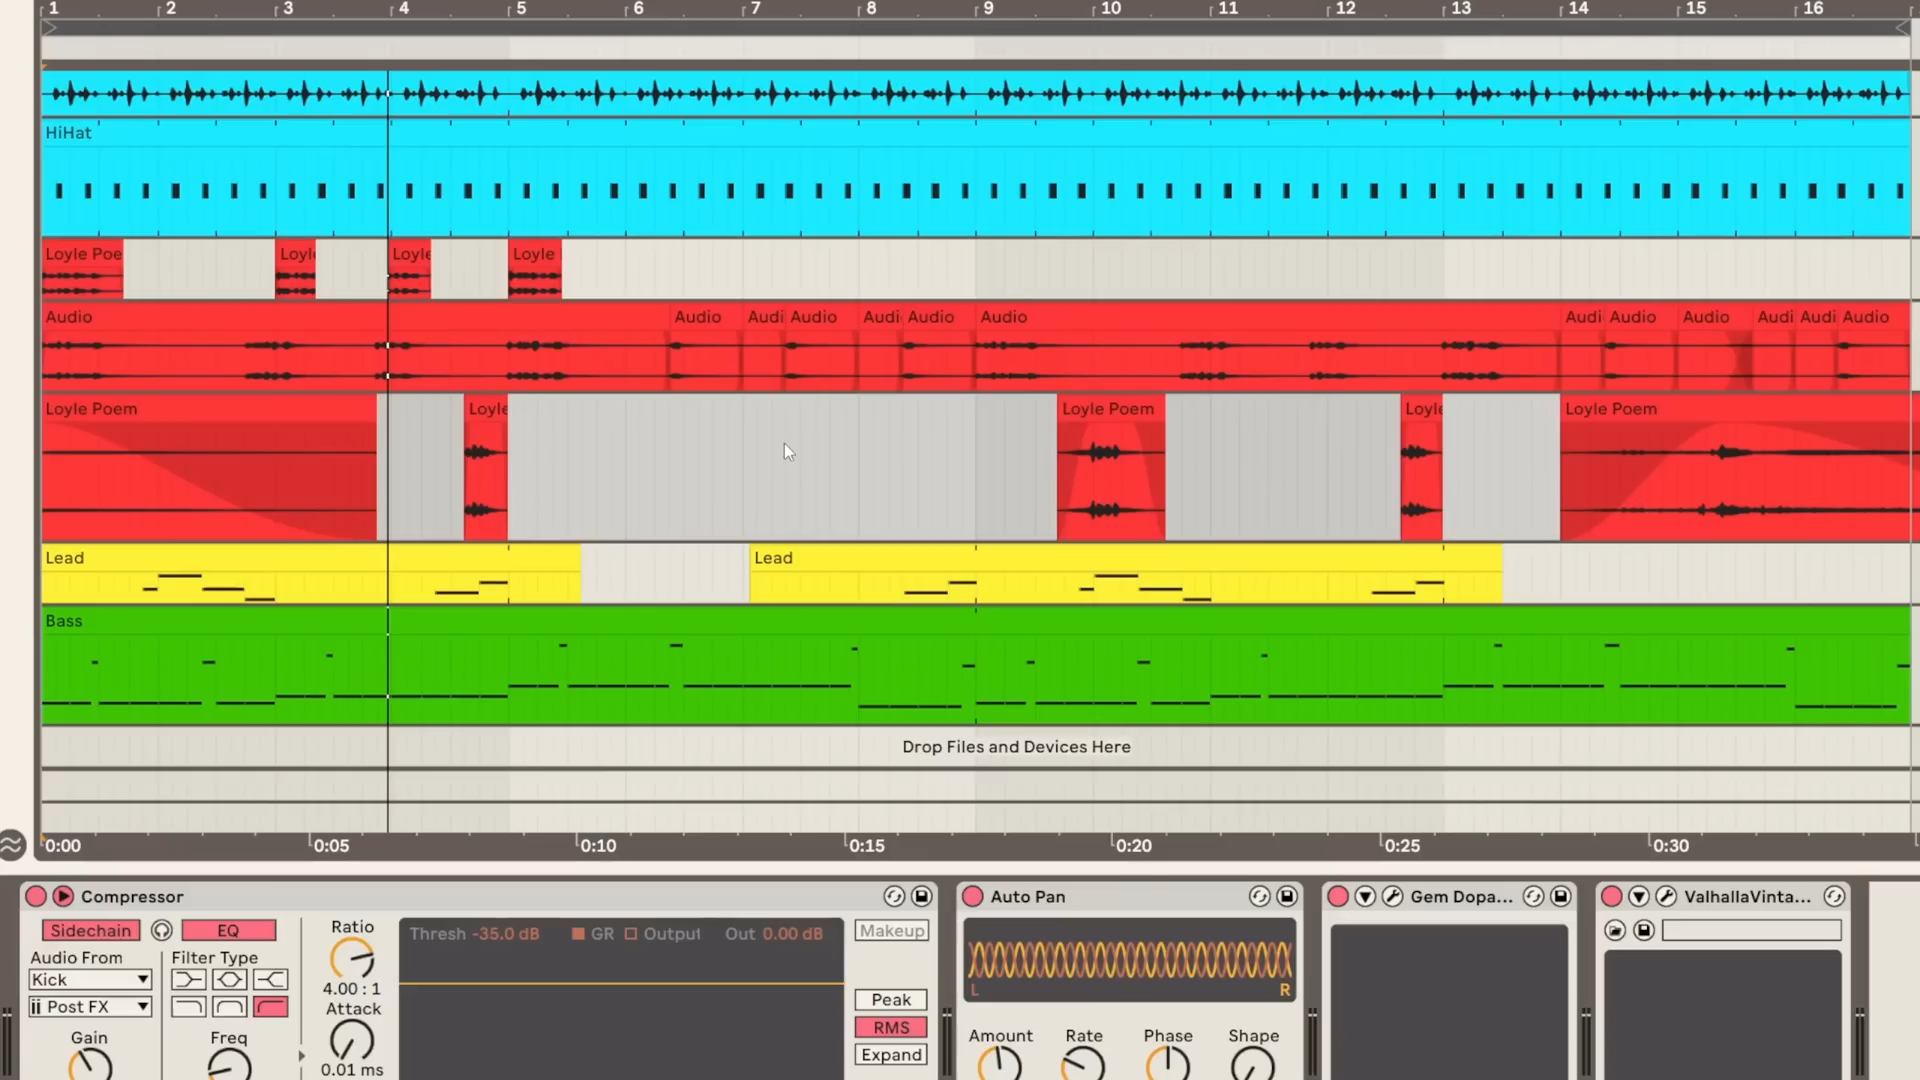 1 2 3 4 5 6 7 8 9 10 11 12 13 14 15 16
HiHat
Loyle Poe Loyl Loyle Loyle
Audio Audio Audi Audio Audi Audio Audio Audi Audio Audio Audi Audi Audio
Loyle Poem Loyle Loyle Poem Loyle Loyle Poem
Lead Lead
Bass
Drop Files and Devices Here
0:00 0:05 0:10 0:15 0:20 0:25 0:30
Compressor Auto Pan Gem Dopa... ValhallaVinta...
Sidechain EQ Ratio Thresh -35.0 dB GR Output Out 0.00 dB Makeup
Audio From Filter Type
Kick 4.00 : 1 L R
Post FX Attack Peak
RMS
Gain Freq Amount Rate Phase Shape
Expand
0.01 ms